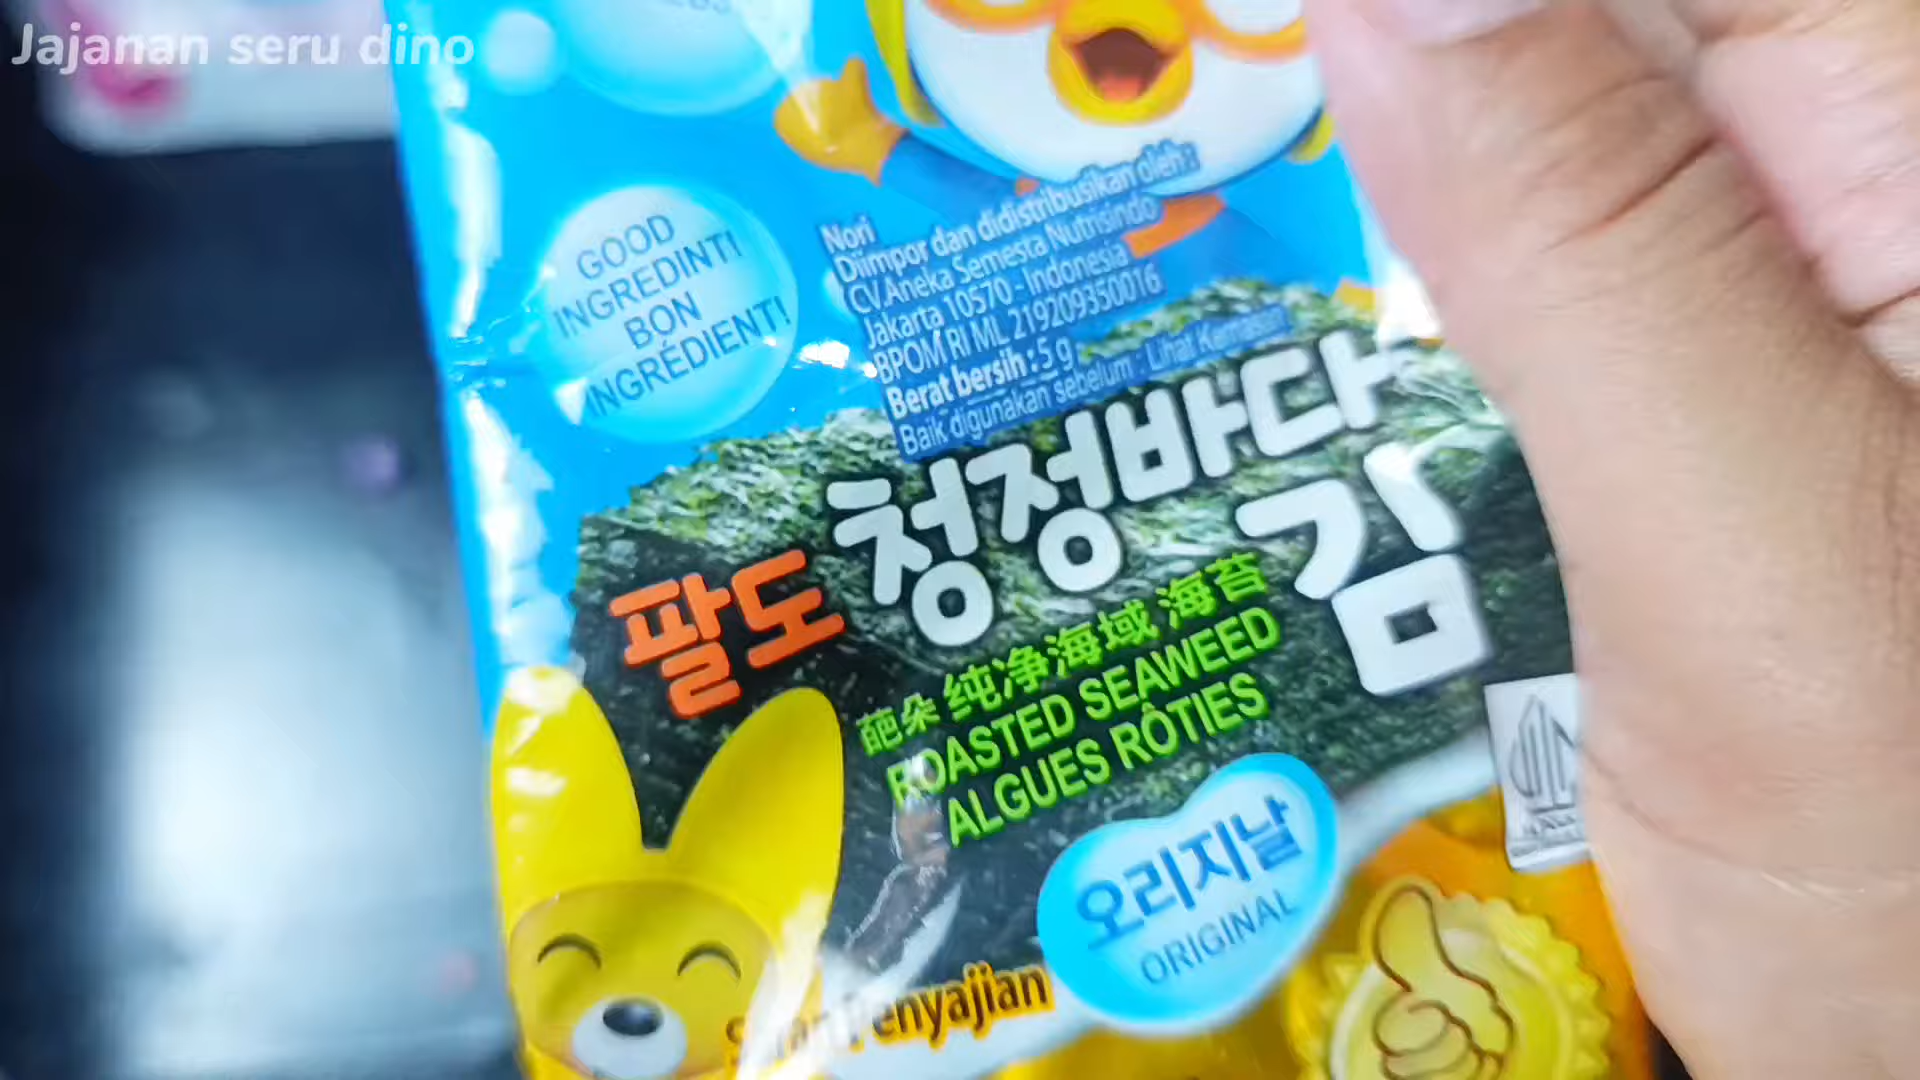 Jajanan seru dino
GOOD
INGREDINT!
BON
INGRÉDIENT!
Nori
Diimpor dan didistribusikan oleh :
CV.Aneka Semesta Nutrisindo
Jakarta 10570 - Indonesia
BPOM RI ML 219209350016
Berat bersih : 5 g
Baik digunakan sebelum : Lihat Kemasan
팔도 청정바다
김
葩朵 纯净海域 海苔
ROASTED SEAWEED
ALGUES RÔTIES
오리지날
ORIGINAL
Saran Penyajian